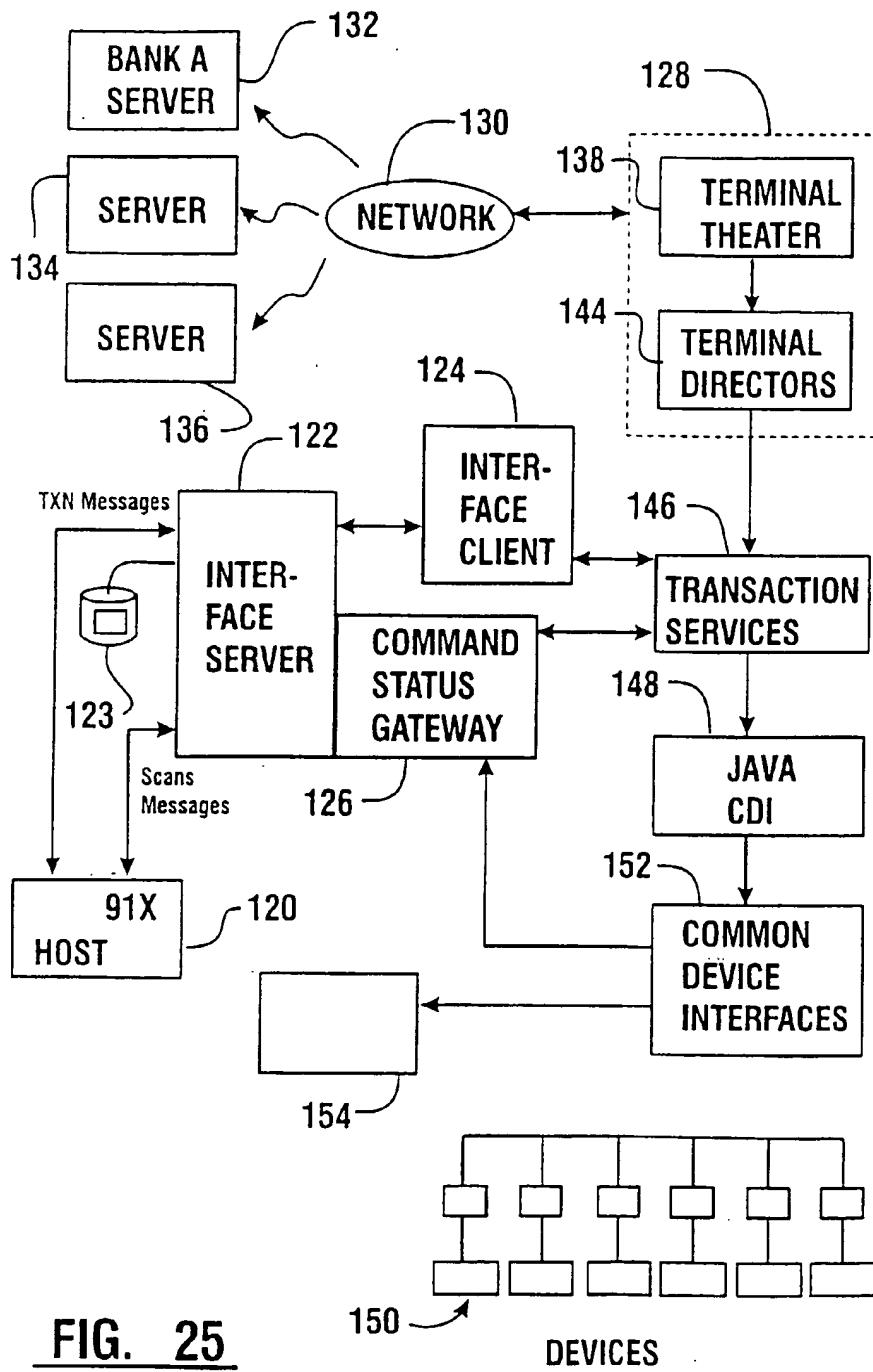 132
BANK A
SERVER
128
130
138
TERMINAL
THEATER
SERVER
NETWORK
134
144
TERMINAL
DIRECTORS
SERVER
124
136
122
INTER-
FACE
CLIENT
TXN Messages
146
INTER-
FACE
SERVER
TRANSACTION
SERVICES
COMMAND
STATUS
GATEWAY
123
148
Scans
Messages
126
JAVA
CDI
152
91X
HOST
120
COMMON
DEVICE
INTERFACES
154
150
DEVICES
FIG. 25